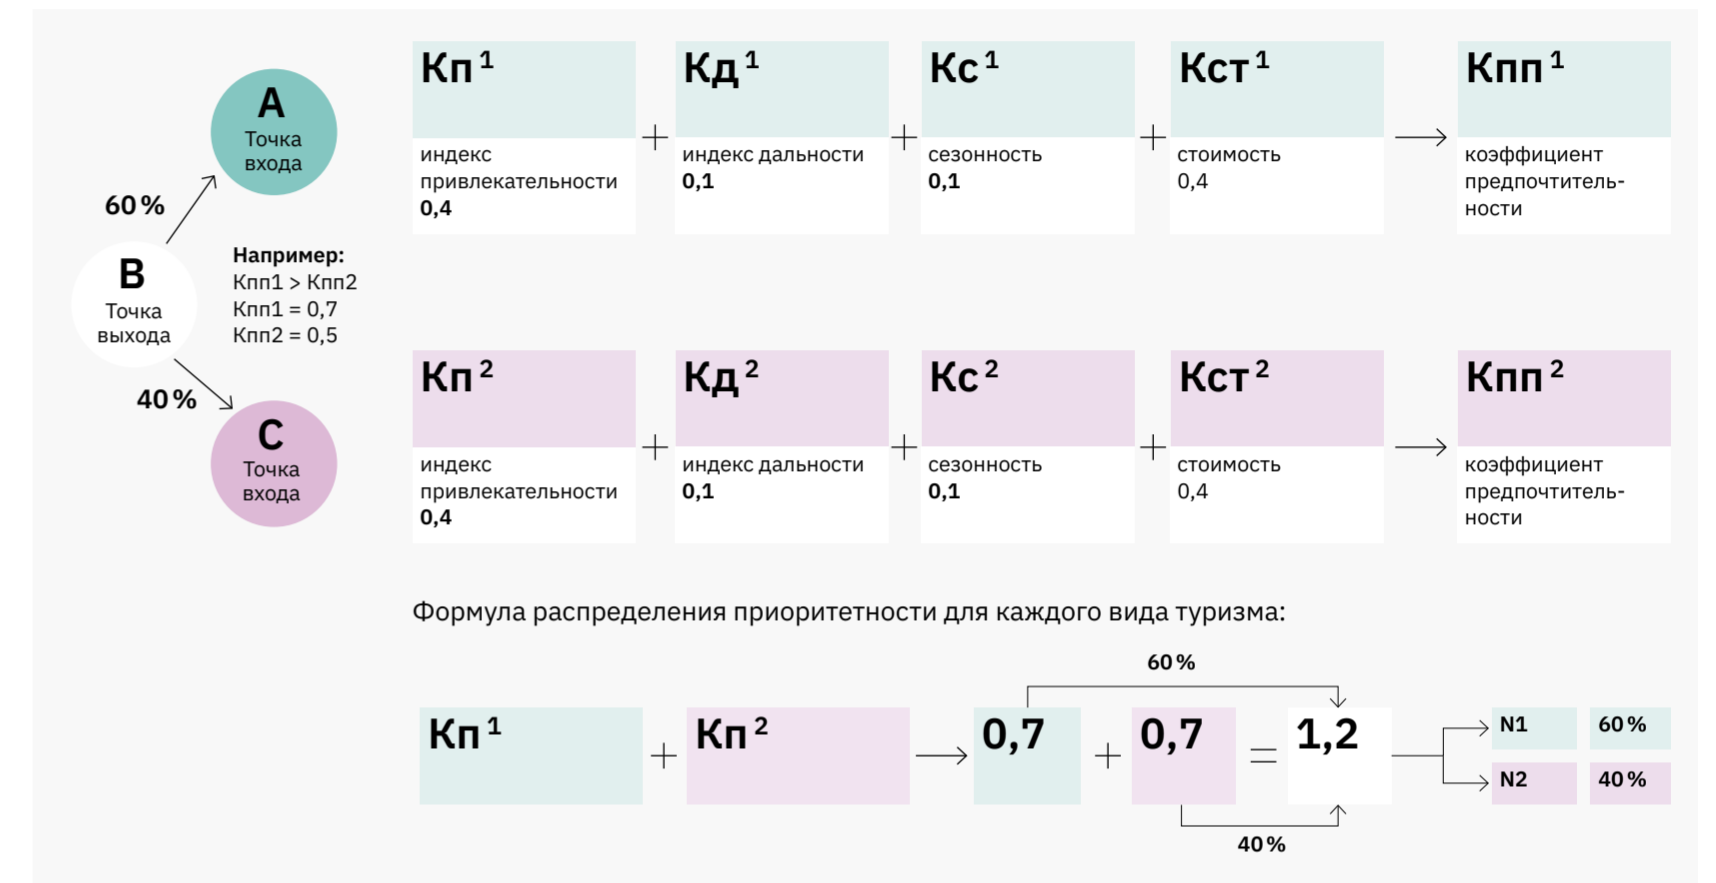 A
Точка
входа
60 %
B
Точка
выхода
Например:
Кпп1 > Кпп2
Кпп1 = 0,7
Кпп2 = 0,5
40 %
C
Точка
входа
Кп ¹
индекс
привлекательности
0,4
+
Кд ¹
индекс дальности
0,1
+
Кс ¹
сезонность
0,1
+
Кст ¹
стоимость
0,4
Кпп ¹
коэффициент
предпочтитель-
ности
Кп ²
индекс
привлекательности
0,4
+
Кд ²
индекс дальности
0,1
+
Кс ²
сезонность
0,1
+
Кст ²
стоимость
0,4
Кпп ²
коэффициент
предпочтитель-
ности
Формула распределения приоритетности для каждого вида туризма:
60 %
Кп ¹ + Кп ² → 0,7 + 0,7 = 1,2
N1 60 %
N2 40 %
40 %